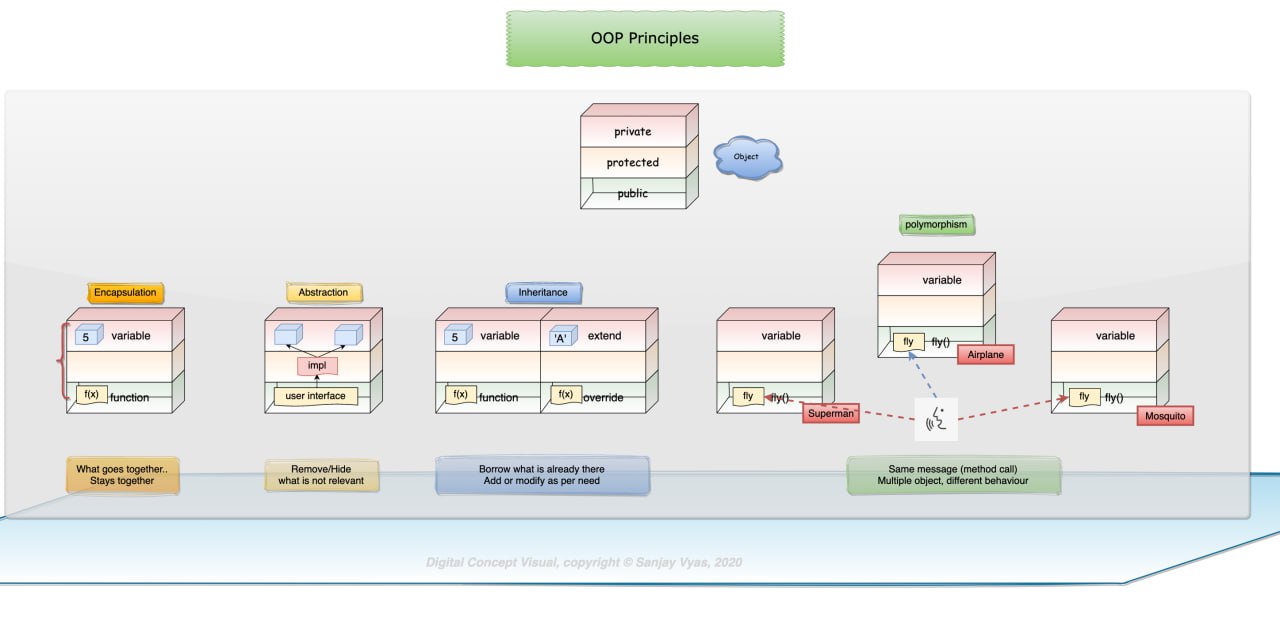 OOP Principles
private
protected
public
Object
polymorphism
variable
fly fly()
Airplane
Encapsulation
5 variable
f(x) function
What goes together..
Stays together
Abstraction
impl
user interface
Remove/Hide
what is not relevant
Inheritance
5 variable 'A' extend
f(x) function f(x) override
Borrow what is already there
Add or modify as per need
variable
fly fly()
Superman
variable
fly fly()
Mosquito
Same message (method call)
Multiple object, different behaviour
Digital Concept Visual, copyright © Sanjay Vyas, 2020